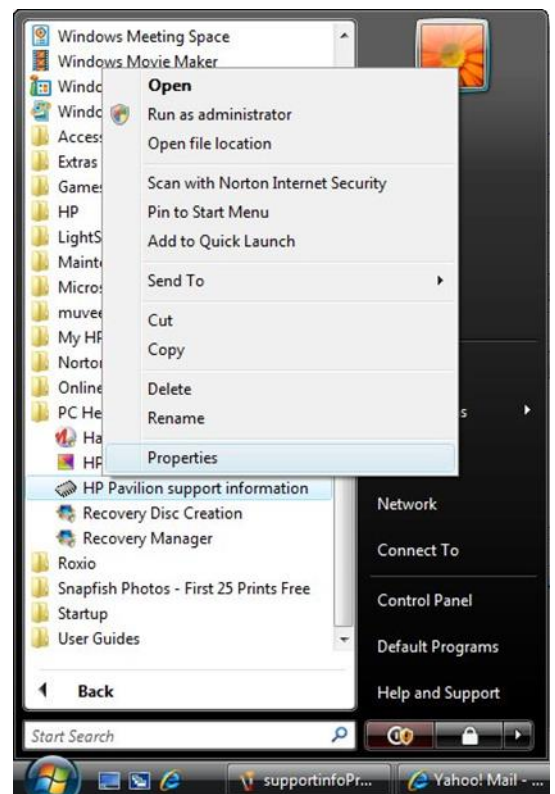 Windows Meeting Space
Windows Movie Maker
Windo
Windo
Access
Extras
Games
HP
LightS
Mainte
Micros
muvee
My HP
Norton
Online
PC He
Ha
HP
HP Pavilion support information
Recovery Disc Creation
Recovery Manager
Roxio
Snapfish Photos - First 25 Prints Free
Startup
User Guides
Back
Start Search
Open
Run as administrator
Open file location
Scan with Norton Internet Security
Pin to Start Menu
Add to Quick Launch
Send To
Cut
Copy
Delete
Rename
Properties
s
Network
Connect To
Control Panel
Default Programs
Help and Support
supportinfoPr...
Yahoo! Mail - ...